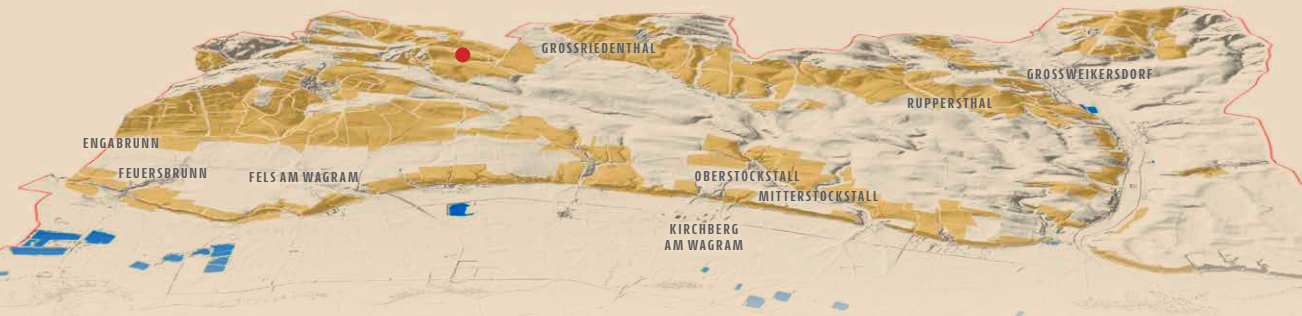 GROSSRIEDENTHAL
GROSSWEIKERSDORF
RUPPERSTHAL
ENGABRUNN
FEUERSBRUNN
FELS AM WAGRAM
OBERSTOCKSTALL
MITTERSTOCKSTALL
KIRCHBERG
AM WAGRAM